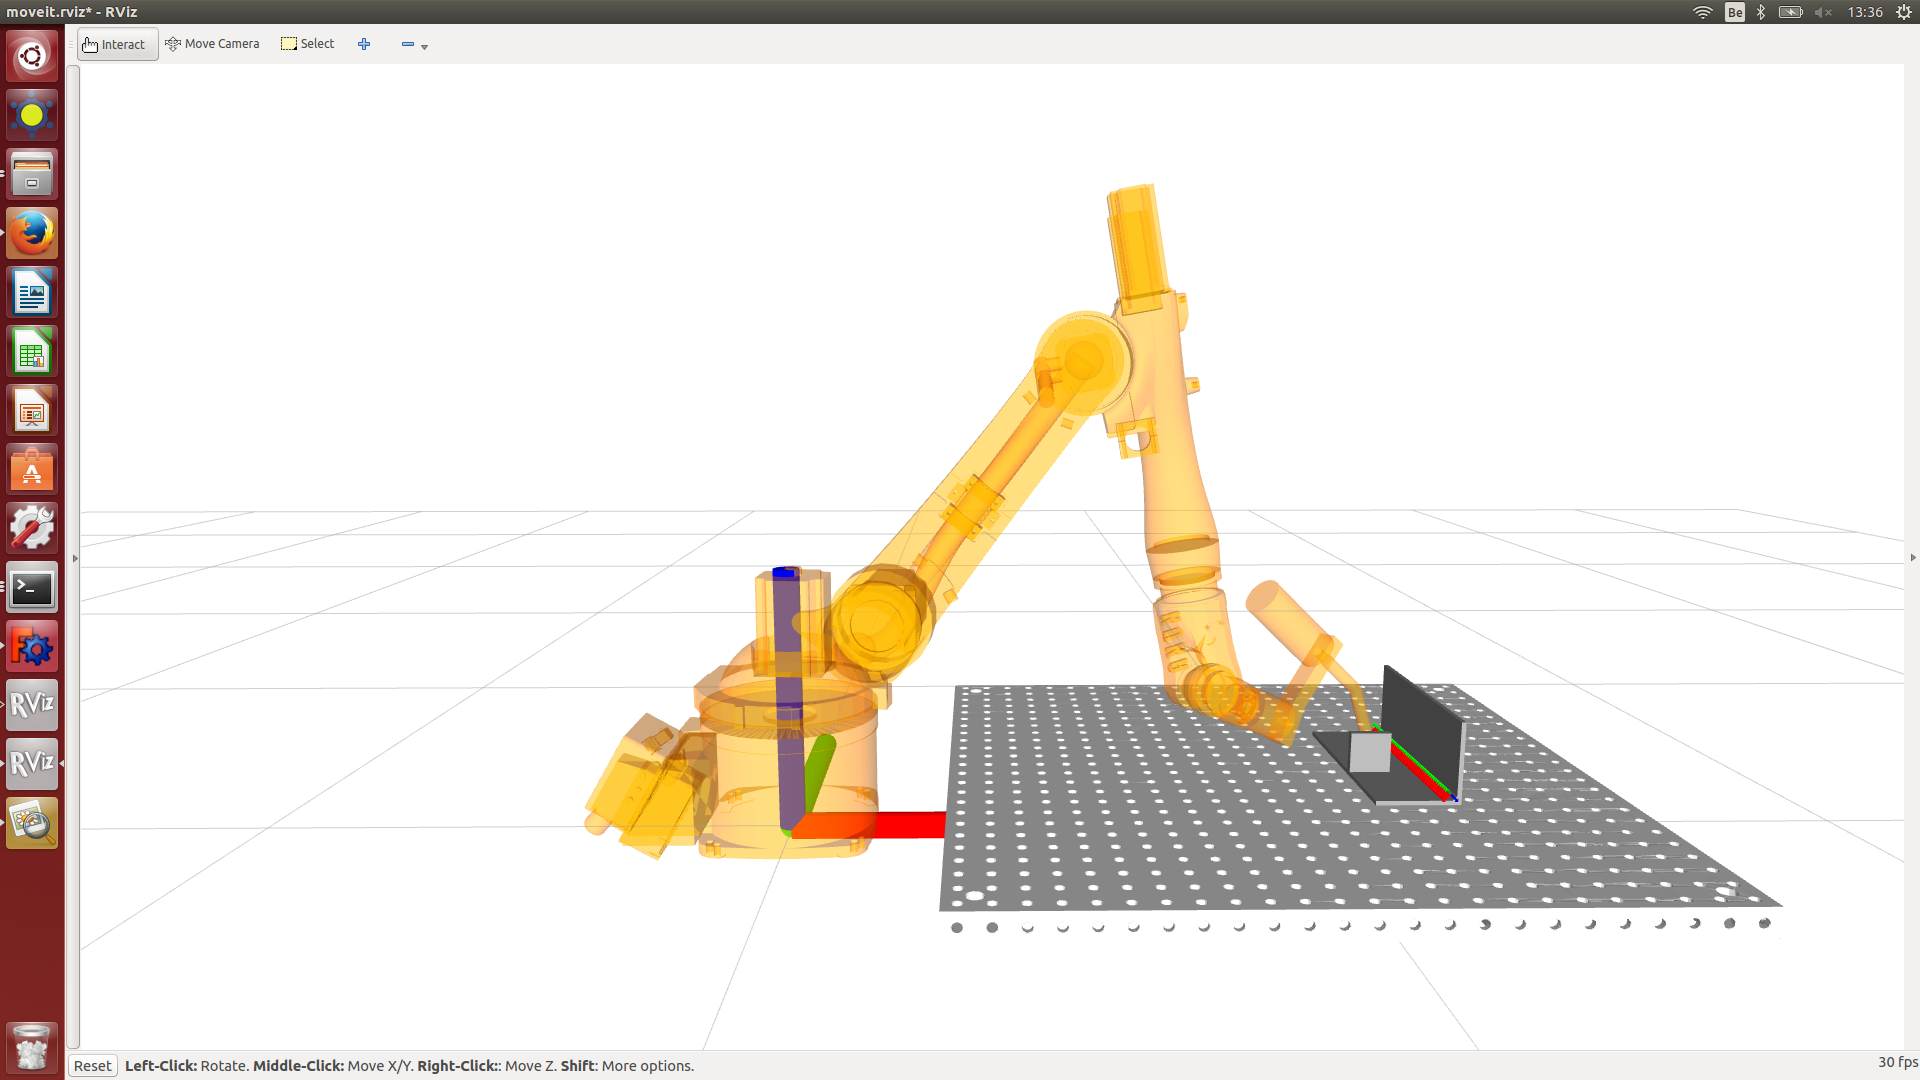 moveit.rviz* - RViz
Be
13:36
Interact
Move Camera
Select
RViz
RViz
Reset
Left-Click: Rotate. Middle-Click: Move X/Y. Right-Click:: Move Z. Shift: More options.
30 fps